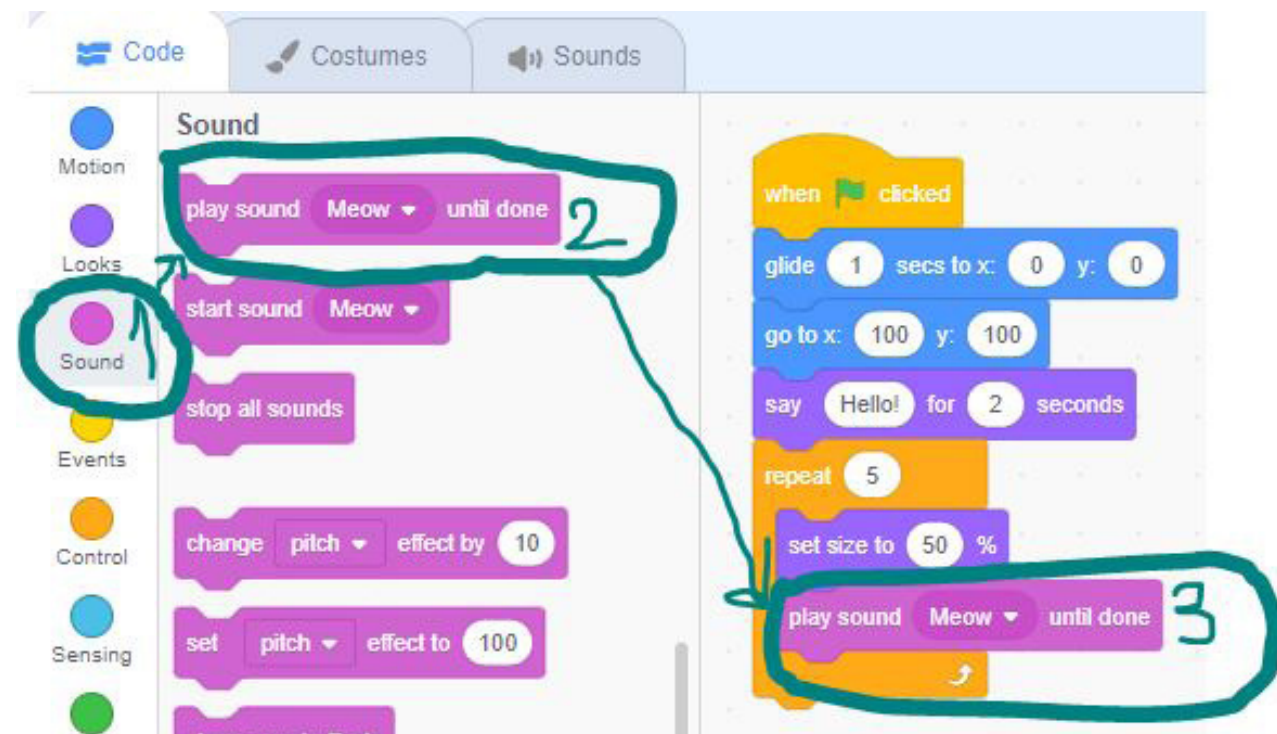 Code
Costumes
Sounds
Motion
Looks
Sound
Events
Control
Sensing
Sound
play sound Meow until done 2
start sound Meow
stop all sounds
change pitch effect by 10
set pitch effect to 100
1
when clicked
glide 1 secs to x: 0 y: 0
go to x: 100 y: 100
say Hello! for 2 seconds
repeat 5
set size to 50 %
play sound Meow until done 3